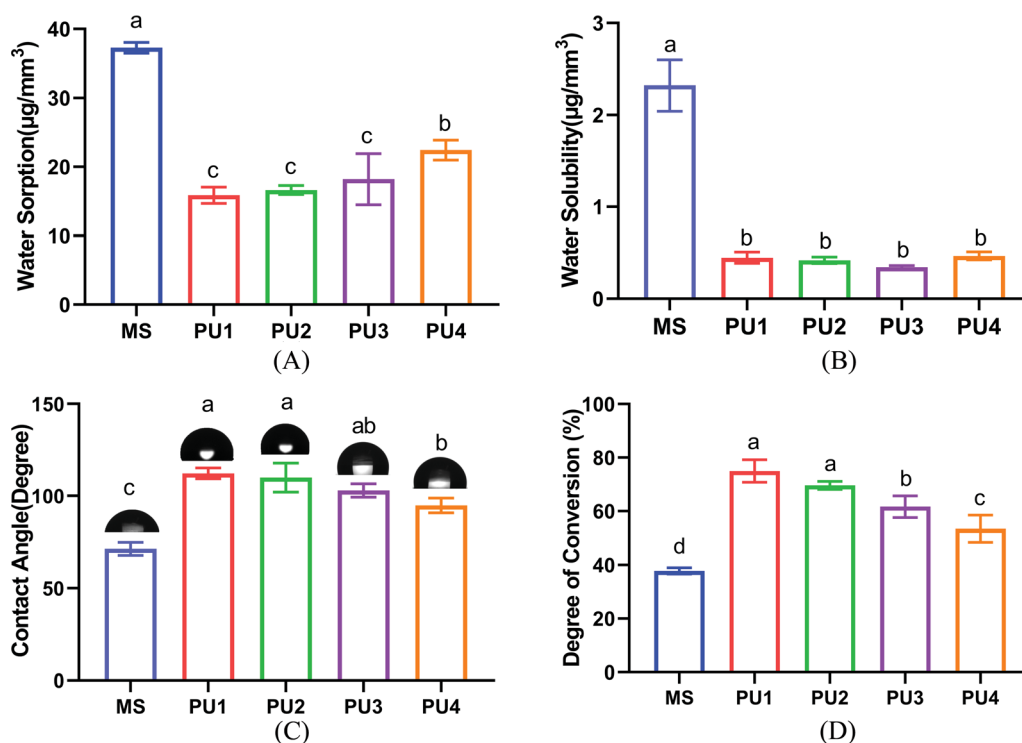 Water Sorption(μg/mm³)
40
30
20
10
0
a
c
c
c
b
MS PU1 PU2 PU3 PU4
(A)
Water Solubility(μg/mm³)
3
2
1
0
a
b
b
b
b
MS PU1 PU2 PU3 PU4
(B)
Contact Angle(Degree)
150
100
50
0
c
a
a
ab
b
MS PU1 PU2 PU3 PU4
(C)
Degree of Conversion (%)
100
80
60
40
20
0
d
a
a
b
c
MS PU1 PU2 PU3 PU4
(D)